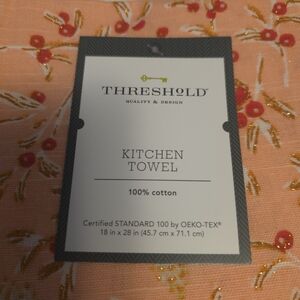 THRESHOLD
QUALITY & DESIGN
KITCHEN
TOWEL
100% cotton
Certified STANDARD 100 by OEKO-TEX®
18 in x 28 in (45.7 cm x 71.1 cm)